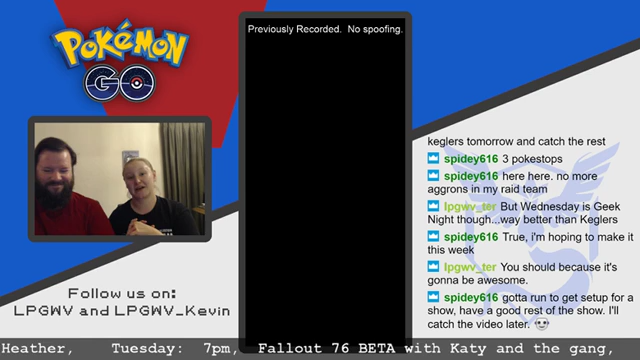 POKÉMON
GO
Previously Recorded.  No spoofing.
keglers tomorrow and catch the rest
spidey616 3 pokestops
spidey616 here here. no more
aggrons in my raid team
lpgwv_ter But Wednesday is Geek
Night though...way better than Keglers
spidey616 True, i'm hoping to make it
this week
lpgwv_ter You should because it's
gonna be awesome.
spidey616 gotta run to get setup for a
show, have a good rest of the show. I'll
catch the video later.
Follow us on:
LPGWV and LPGWV_Kevin
Heather,    Tuesday:  7pm,  Fallout 76 BETA with Katy and the gang,